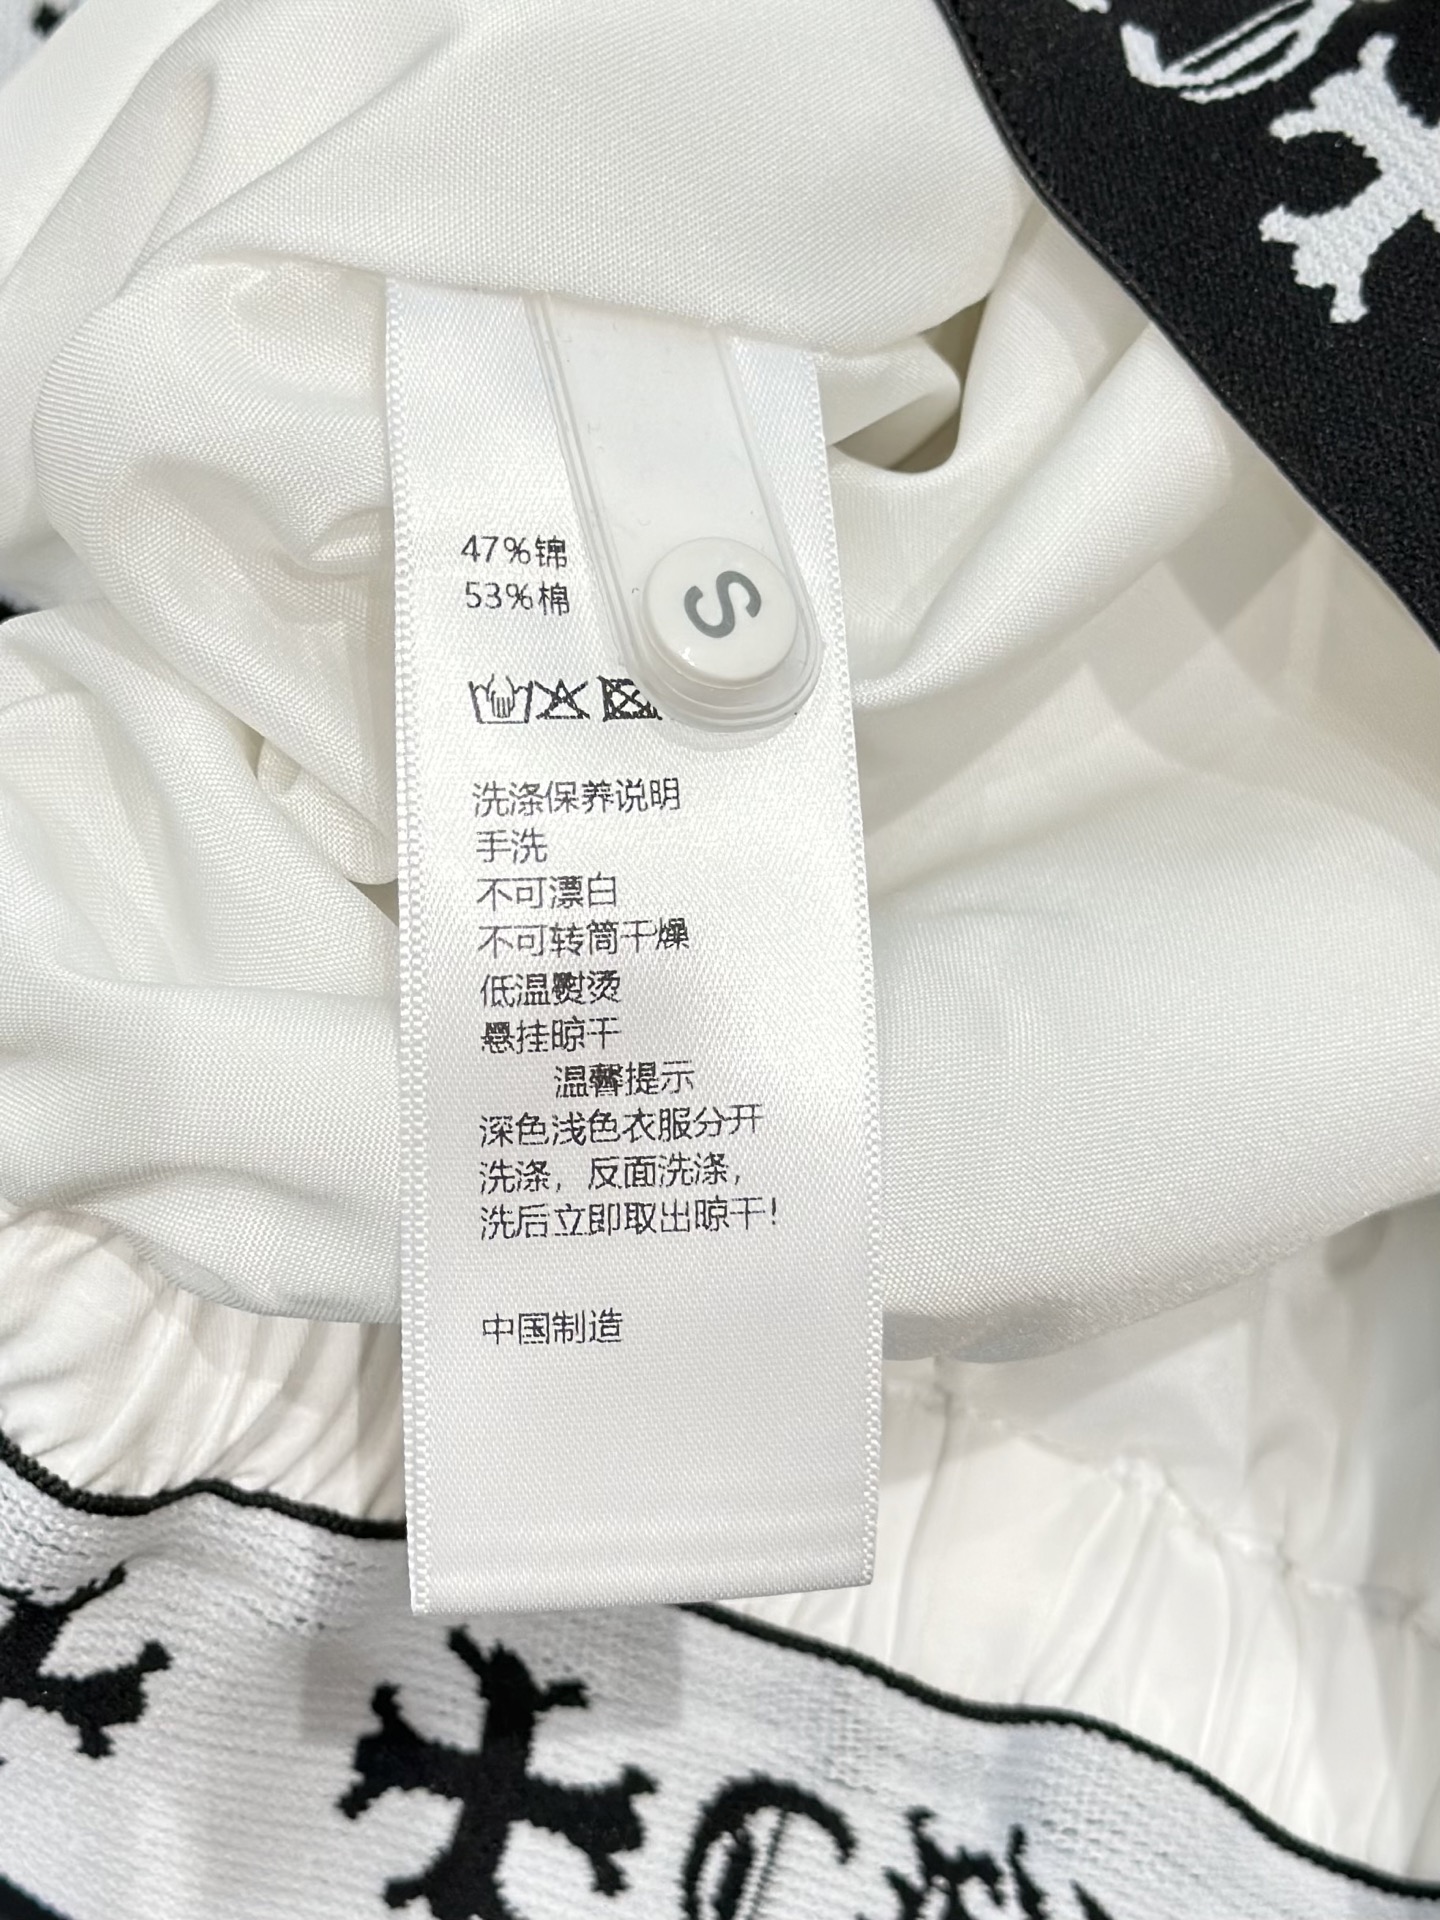 47%锦
53%棉
S
洗涤保养说明
手洗
不可漂白
不可转筒干燥
低温熨烫
悬挂晾干
温馨提示
深色浅色衣服分开
洗涤，反面洗涤，
洗后立即取出晾干！
中国制造